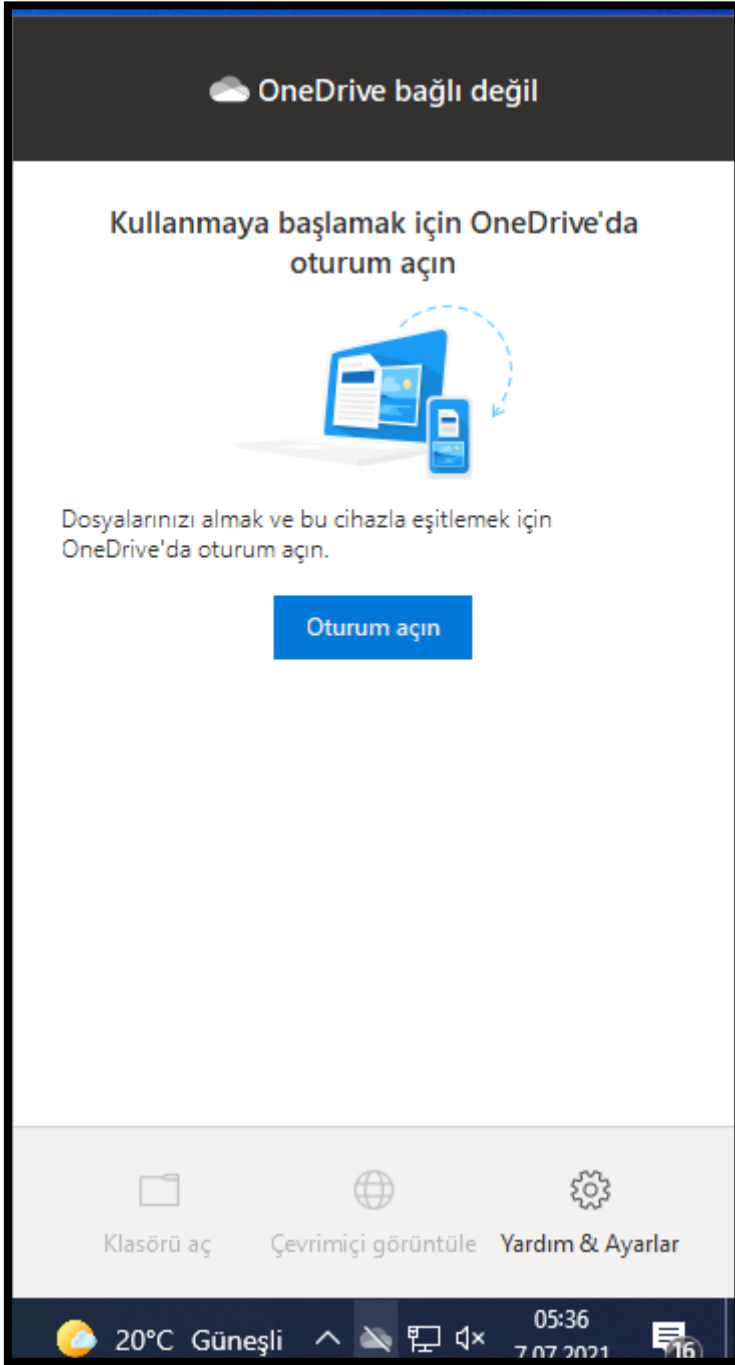 OneDrive bağlı değil
Kullanmaya başlamak için OneDrive'da
oturum açın
Dosyalarınızı almak ve bu cihazla eşitlemek için
OneDrive'da oturum açın.
Oturum açın
Klasörü aç
Çevrimiçi görüntüle
Yardım & Ayarlar
20°C Güneşli
05:36
7.07.2021
16